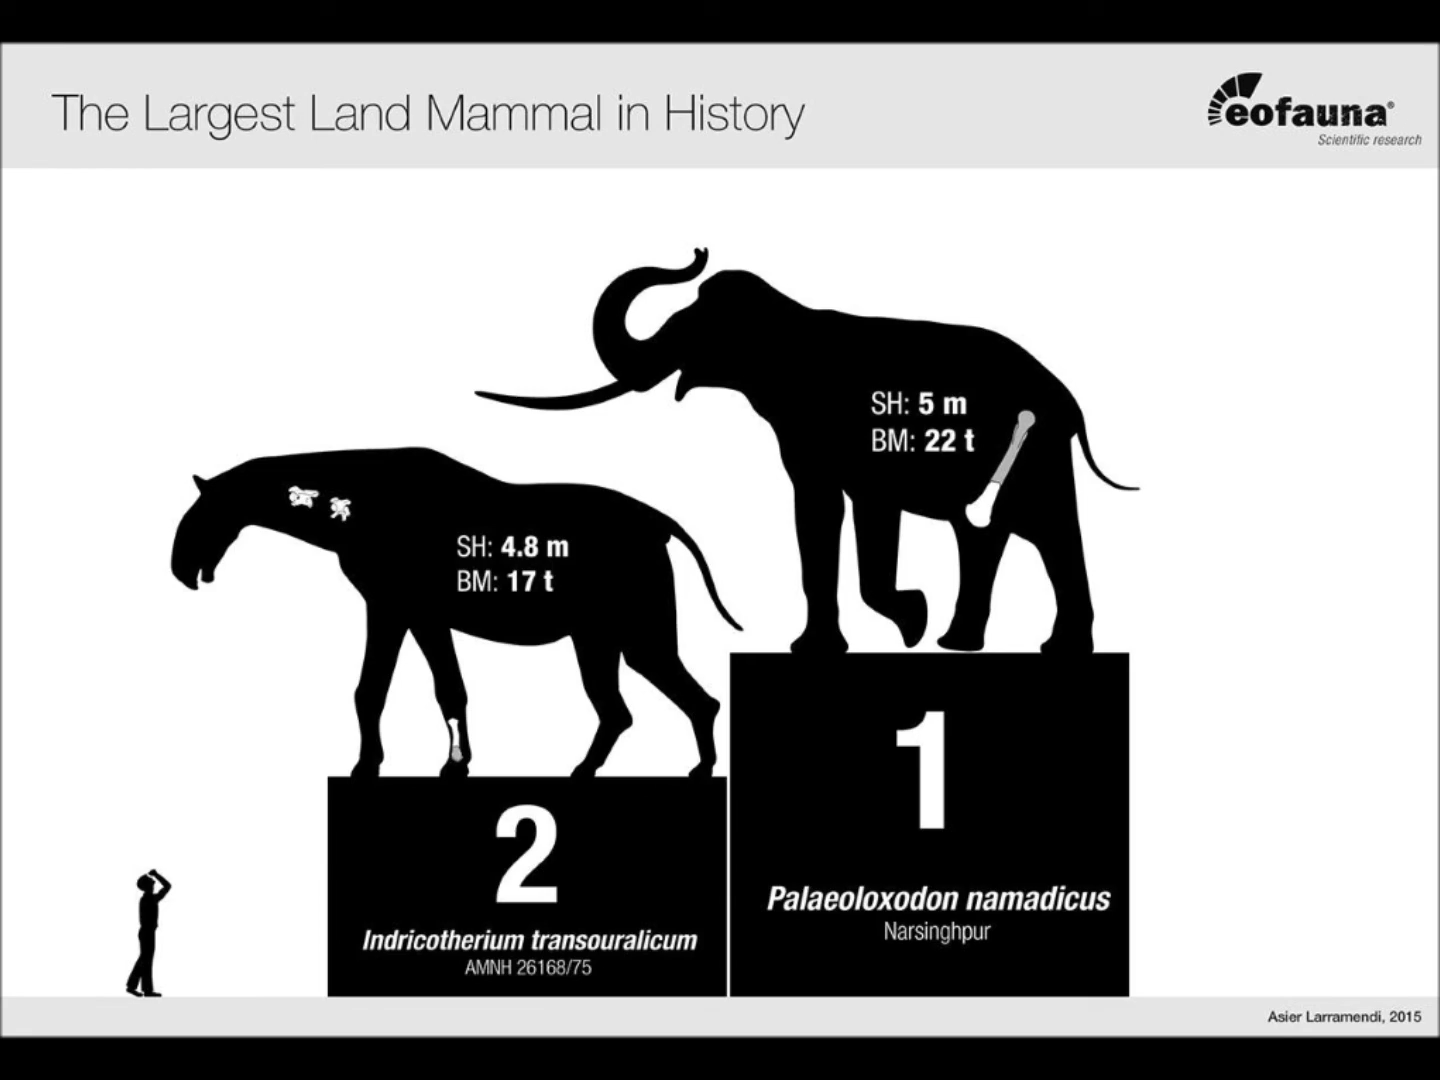 The Largest Land Mammal in History
eofauna®
Scientific research
SH: 5 m
BM: 22 t
SH: 4.8 m
BM: 17 t
1
Palaeoloxodon namadicus
Narsinghpur
2
Indricotherium transouralicum
AMNH 26168/75
Asier Larramendi, 2015